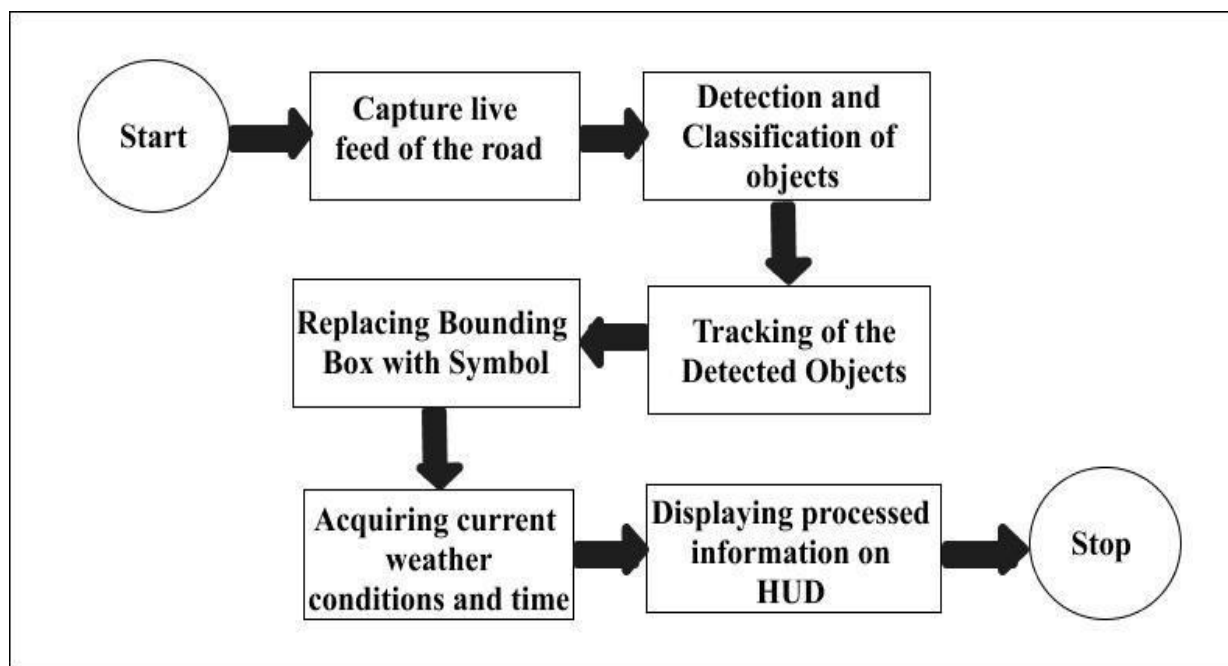 Start
Capture live
feed of the road
Detection and
Classification of
objects
Tracking of the
Detected Objects
Replacing Bounding
Box with Symbol
Acquiring current
weather
conditions and time
Displaying processed
information on
HUD
Stop